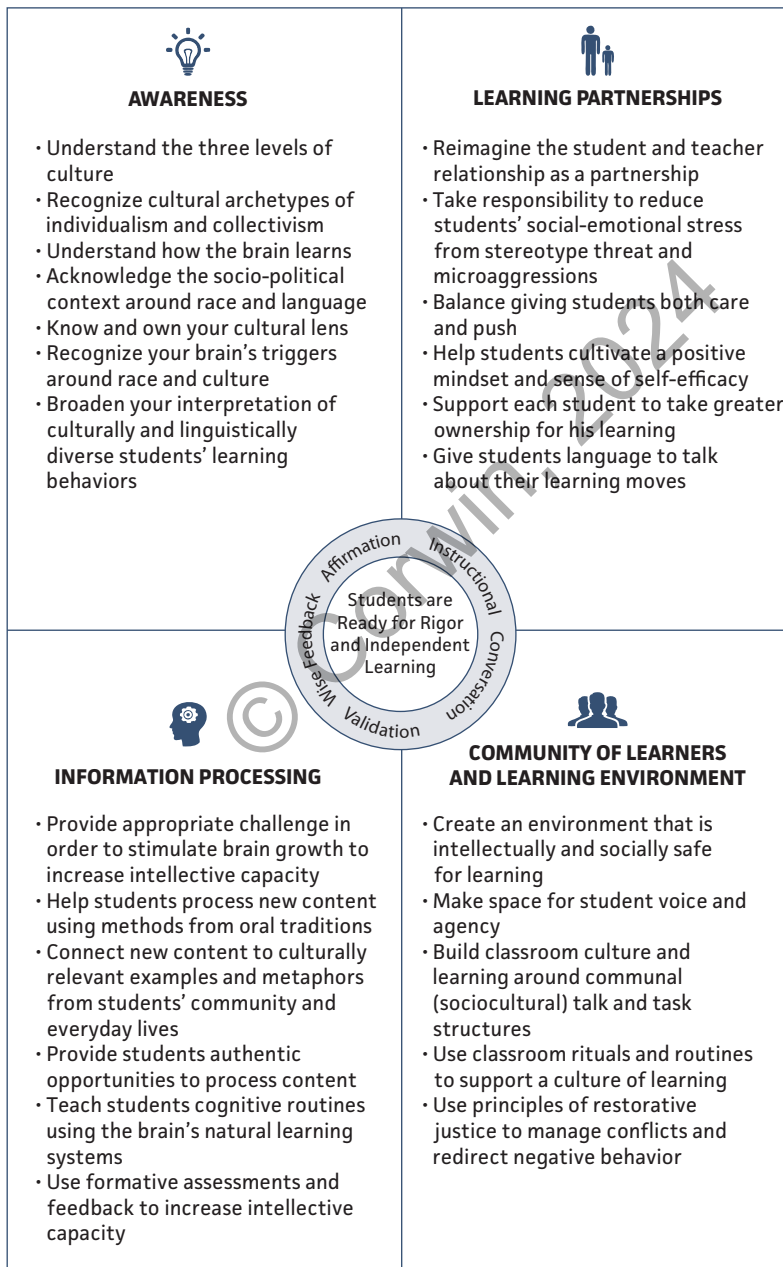 AWARENESS
· Understand the three levels of
culture
· Recognize cultural archetypes of
individualism and collectivism
· Understand how the brain learns
· Acknowledge the socio-political
context around race and language
· Know and own your cultural lens
· Recognize your brain's triggers
around race and culture
· Broaden your interpretation of
culturally and linguistically
diverse students' learning
behaviors
LEARNING PARTNERSHIPS
· Reimagine the student and teacher
relationship as a partnership
· Take responsibility to reduce
students' social-emotional stress
from stereotype threat and
microaggressions
· Balance giving students both care
and push
· Help students cultivate a positive
mindset and sense of self-efficacy
· Support each student to take greater
ownership for his learning
· Give students language to talk
about their learning moves
Affirmation
Instructional Conversation
Validation
Wise Feedback
Students are
Ready for Rigor
and Independent
Learning
INFORMATION PROCESSING
· Provide appropriate challenge in
order to stimulate brain growth to
increase intellective capacity
· Help students process new content
using methods from oral traditions
· Connect new content to culturally
relevant examples and metaphors
from students' community and
everyday lives
· Provide students authentic
opportunities to process content
· Teach students cognitive routines
using the brain's natural learning
systems
· Use formative assessments and
feedback to increase intellective
capacity
COMMUNITY OF LEARNERS
AND LEARNING ENVIRONMENT
· Create an environment that is
intellectually and socially safe
for learning
· Make space for student voice and
agency
· Build classroom culture and
learning around communal
(sociocultural) talk and task
structures
· Use classroom rituals and routines
to support a culture of learning
· Use principles of restorative
justice to manage conflicts and
redirect negative behavior
© Corwin, 2024